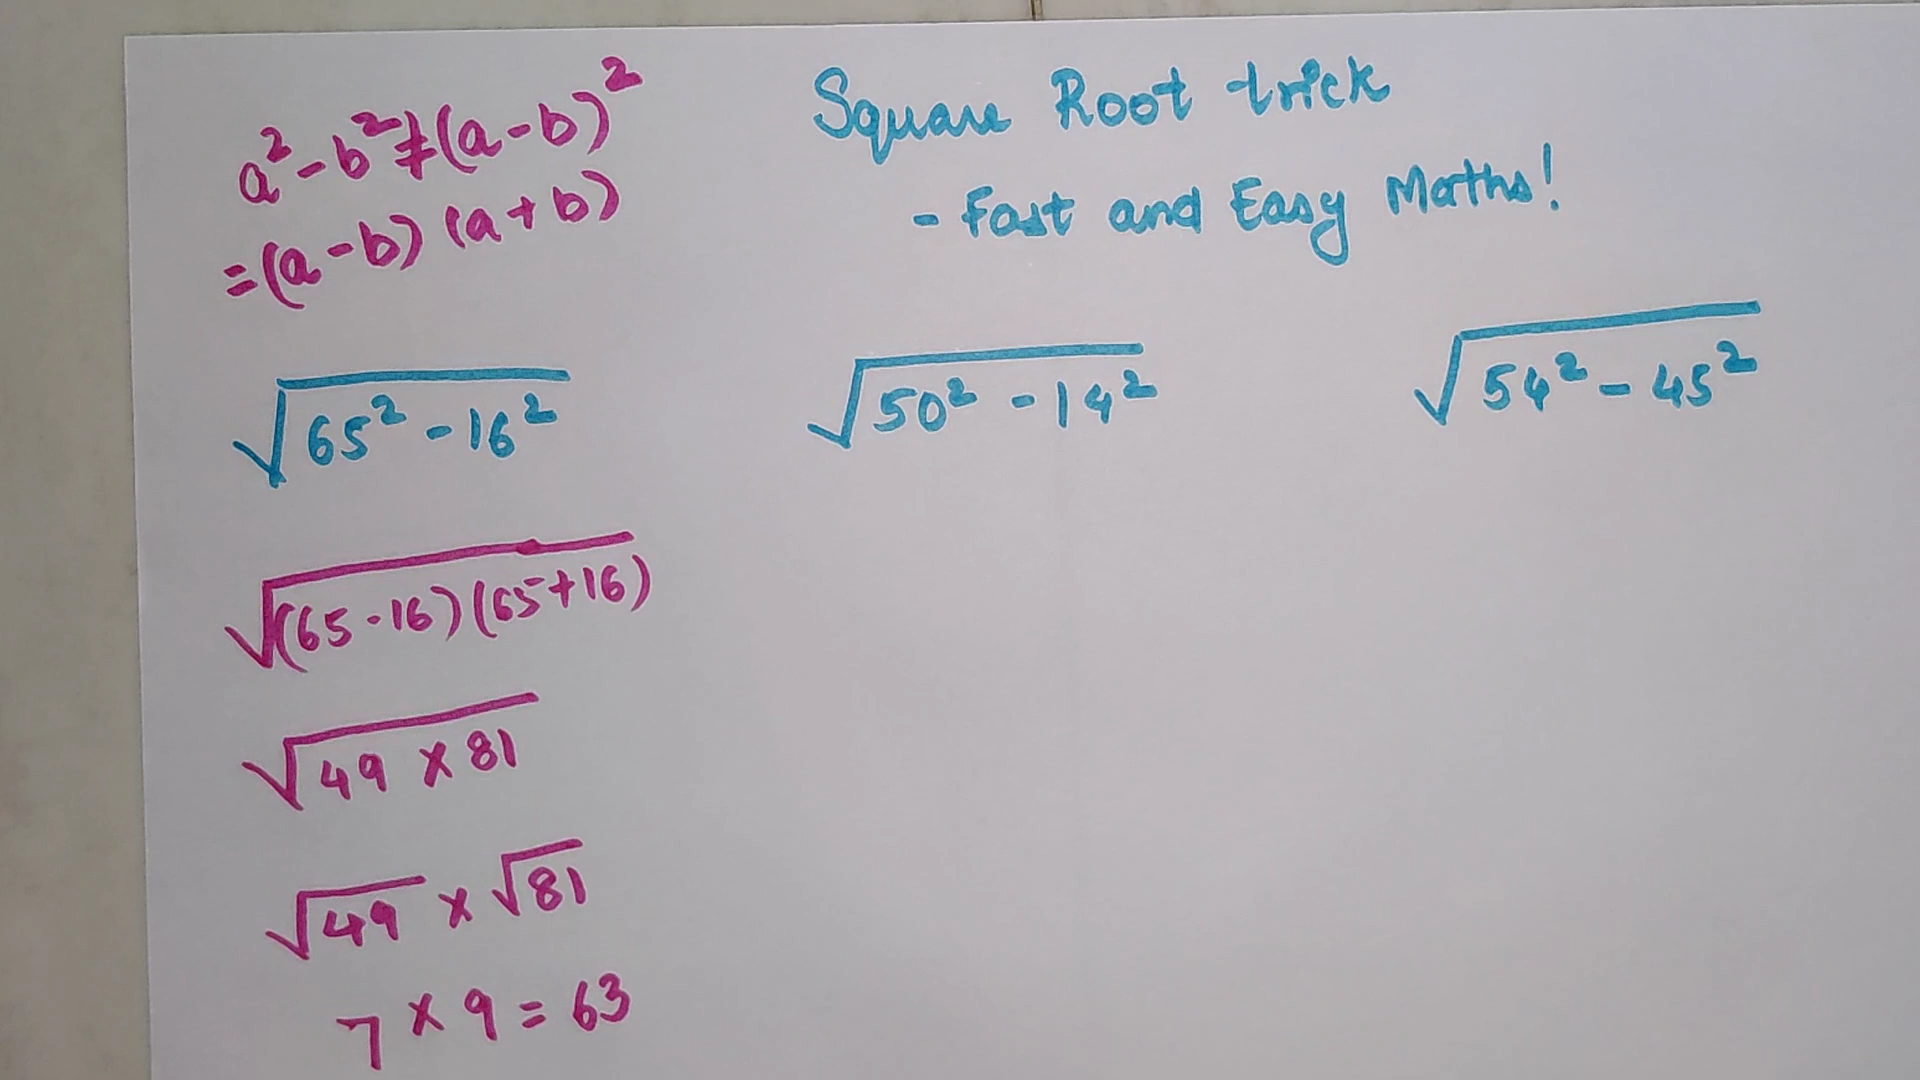 a² - b² ≠ (a - b)²
= (a - b) (a + b)
Square Root trick
- Fast and Easy Maths!
√(65² - 16²)
√(50² - 14²)
√(54² - 45²)
√((65 - 16) (65 + 16))
√(49 × 81)
√49 × √81
7 × 9 = 63